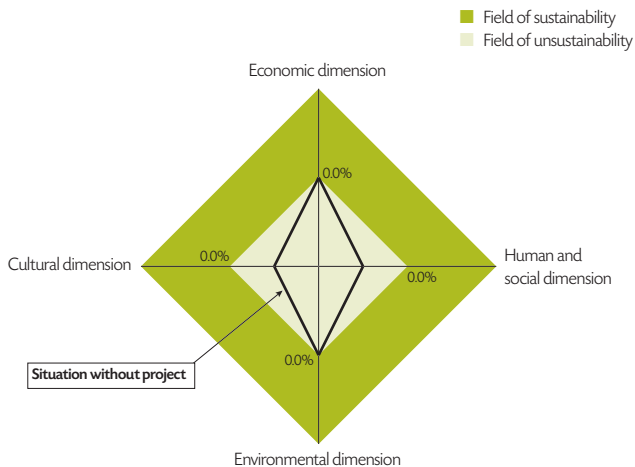 Field of sustainability
Field of unsustainability
Economic dimension
0.0%
Cultural dimension
0.0%
0.0%
Human and
social dimension
0.0%
Situation without project
Environmental dimension